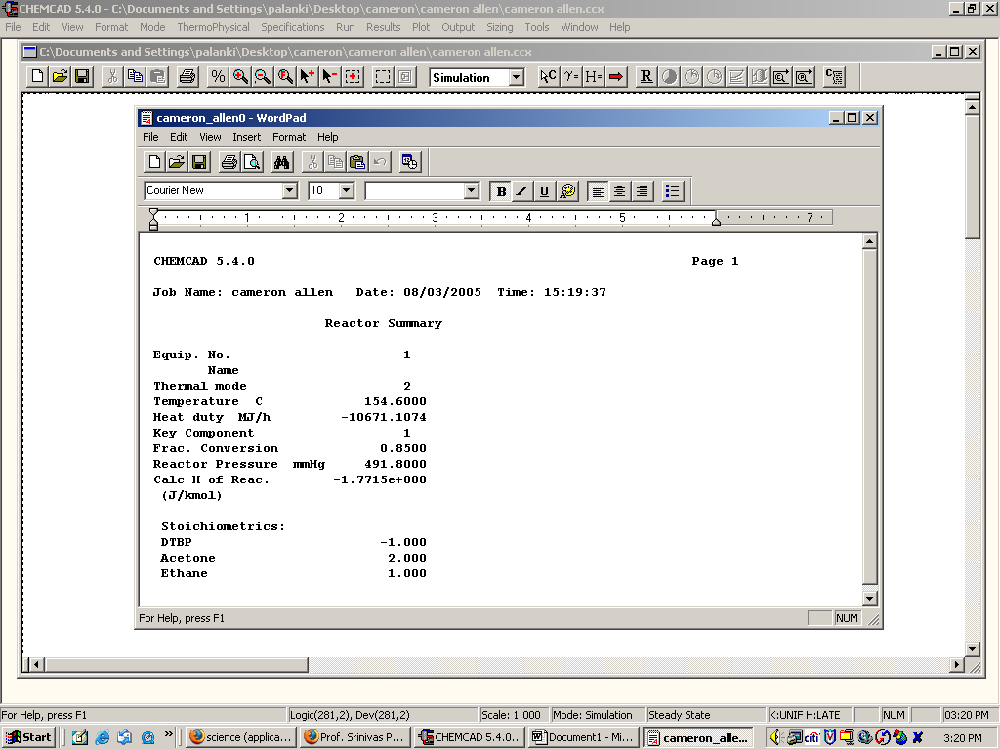 CHEMCAD 5.4.0 - C:\Documents and Settings\palanki\Desktop\cameron\cameron allen\cameron allen.ccx
File Edit View Format Mode ThermoPhysical Specifications Run Results Plot Output Sizing Tools Window Help
C:\Documents and Settings\palanki\Desktop\cameron\cameron allen\cameron allen.ccx
% Simulation C γ= H= R C
cameron_allen0 - WordPad
File Edit View Insert Format Help
Courier New 10 B I U
1 2 3 4 5 7
CHEMCAD 5.4.0 Page 1
Job Name: cameron allen Date: 08/03/2005 Time: 15:19:37
Reactor Summary
Equip. No. 1
Name
Thermal mode 2
Temperature C 154.6000
Heat duty MJ/h -10671.1074
Key Component 1
Frac. Conversion 0.8500
Reactor Pressure mmHg 491.8000
Calc H of Reac. -1.7715e+008
(J/kmol)
Stoichiometrics:
DTBP -1.000
Acetone 2.000
Ethane 1.000
For Help, press F1 NUM
For Help, press F1 Logic(281,2), Dev(281,2) Scale: 1.000 Mode: Simulation Steady State K:UNIF H:LATE NUM 03:20 PM
Start » science (applica... Prof. Srinivas P... CHEMCAD 5.4.0... Document1 - Mi... cameron_alle... citi 3:20 PM